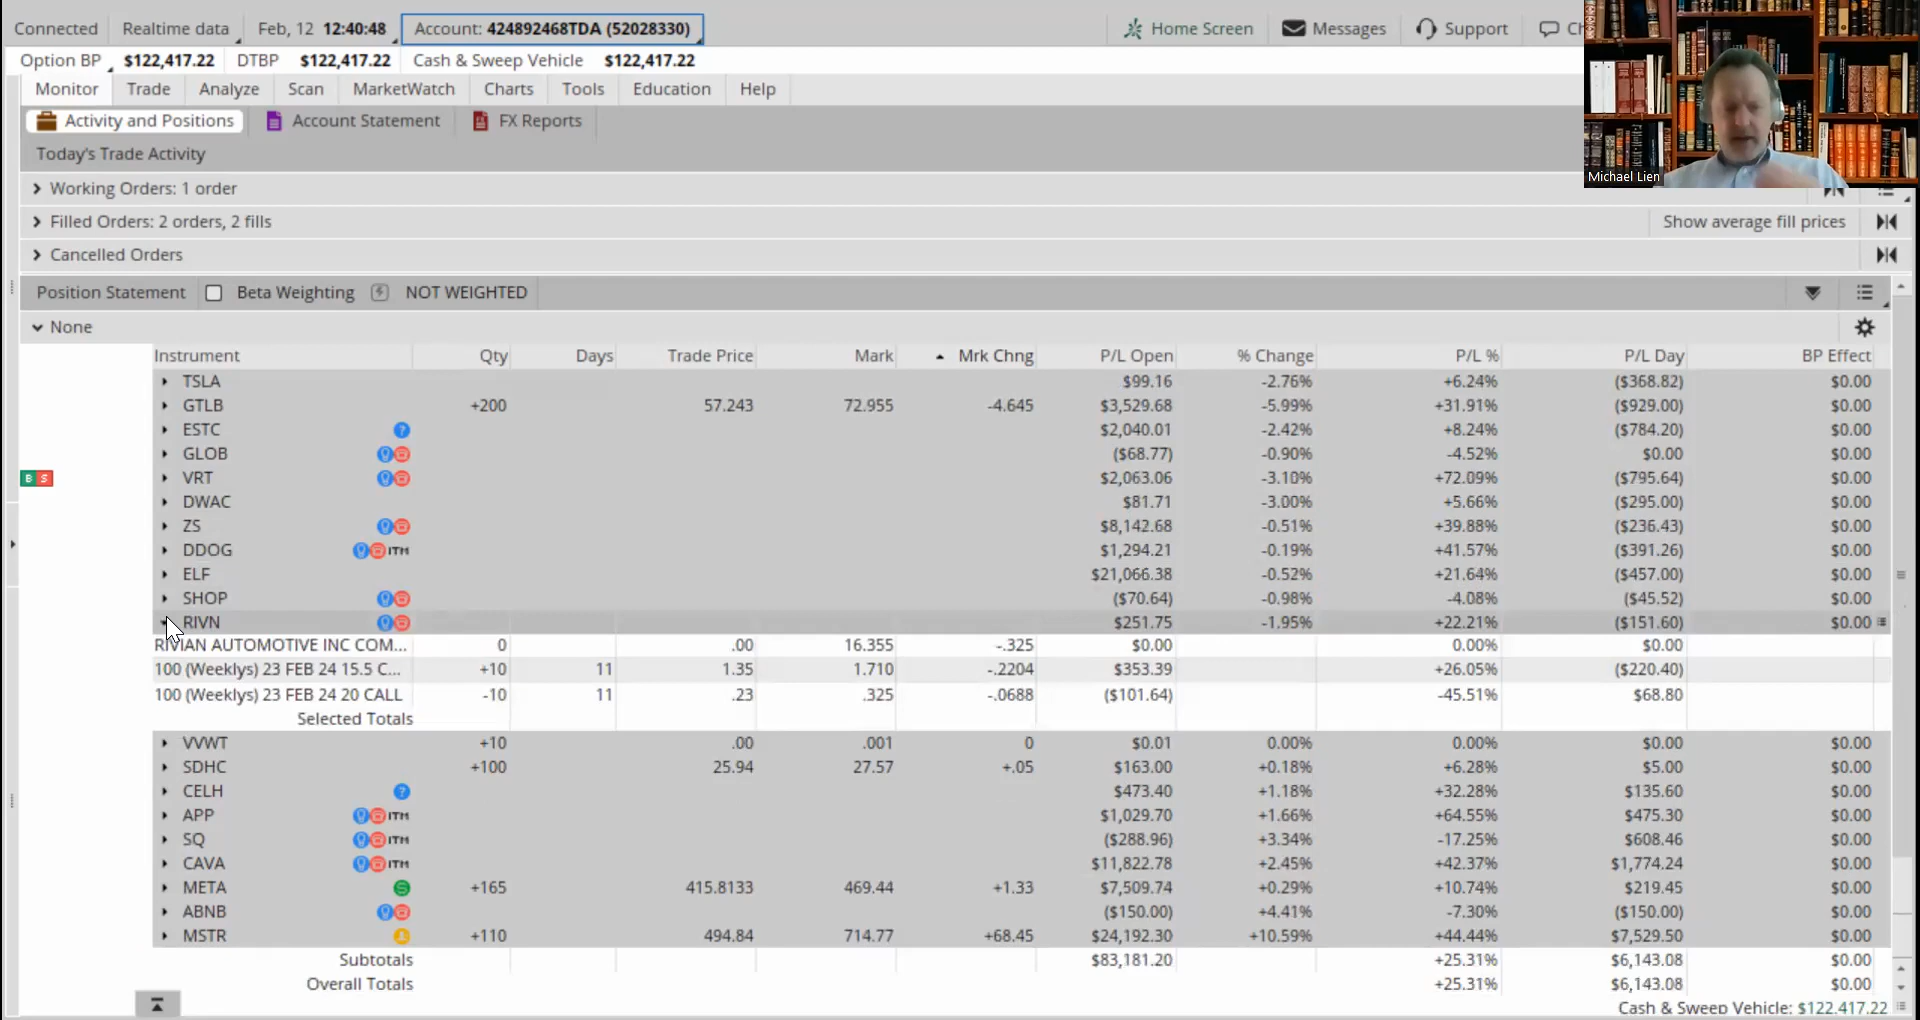 Connected Realtime data Feb, 12 12:40:48 Account: 424892468TDA (52028330) Home Screen Messages Support
Option BP $122,417.22 DTBP $122,417.22 Cash & Sweep Vehicle $122,417.22
Monitor Trade Analyze Scan MarketWatch Charts Tools Education Help
Activity and Positions Account Statement FX Reports
Today's Trade Activity
Michael Lien
Working Orders: 1 order
Filled Orders: 2 orders, 2 fills Show average fill prices
Cancelled Orders
Position Statement Beta Weighting NOT WEIGHTED
None
Instrument Qty Days Trade Price Mark Mrk Chng P/L Open % Change P/L % P/L Day BP Effect
TSLA $99.16 -2.76% +6.24% ($368.82) $0.00
GTLB +200 57.243 72.955 -4.645 $3,529.68 -5.99% +31.91% ($929.00) $0.00
ESTC ? $2,040.01 -2.42% +8.24% ($784.20) $0.00
GLOB ($68.77) -0.90% -4.52% $0.00 $0.00
B S VRT $2,063.06 -3.10% +72.09% ($795.64) $0.00
DWAC $81.71 -3.00% +5.66% ($295.00) $0.00
ZS $8,142.68 -0.51% +39.88% ($236.43) $0.00
DDOG ITM $1,294.21 -0.19% +41.57% ($391.26) $0.00
ELF $21,066.38 -0.52% +21.64% ($457.00) $0.00
SHOP ($70.64) -0.98% -4.08% ($45.52) $0.00
RIVN $251.75 -1.95% +22.21% ($151.60) $0.00
RIVIAN AUTOMOTIVE INC COM... 0 .00 16.355 -.325 $0.00 0.00% $0.00
100 (Weeklys) 23 FEB 24 15.5 C... +10 11 1.35 1.710 -.2204 $353.39 +26.05% ($220.40)
100 (Weeklys) 23 FEB 24 20 CALL -10 11 .23 .325 -.0688 ($101.64) -45.51% $68.80
Selected Totals
VVWT +10 .00 .001 0 $0.01 0.00% 0.00% $0.00 $0.00
SDHC +100 25.94 27.57 +.05 $163.00 +0.18% +6.28% $5.00 $0.00
CELH ? $473.40 +1.18% +32.28% $135.60 $0.00
APP ITM $1,029.70 +1.66% +64.55% $475.30 $0.00
SQ ITM ($288.96) +3.34% -17.25% $608.46 $0.00
CAVA ITM $11,822.78 +2.45% +42.37% $1,774.24 $0.00
META S +165 415.8133 469.44 +1.33 $7,509.74 +0.29% +10.74% $219.45 $0.00
ABNB ($150.00) +4.41% -7.30% ($150.00) $0.00
MSTR +110 494.84 714.77 +68.45 $24,192.30 +10.59% +44.44% $7,529.50 $0.00
Subtotals $83,181.20 +25.31% $6,143.08 $0.00
Overall Totals +25.31% $6,143.08 $0.00
Cash & Sweep Vehicle: $122,417.22